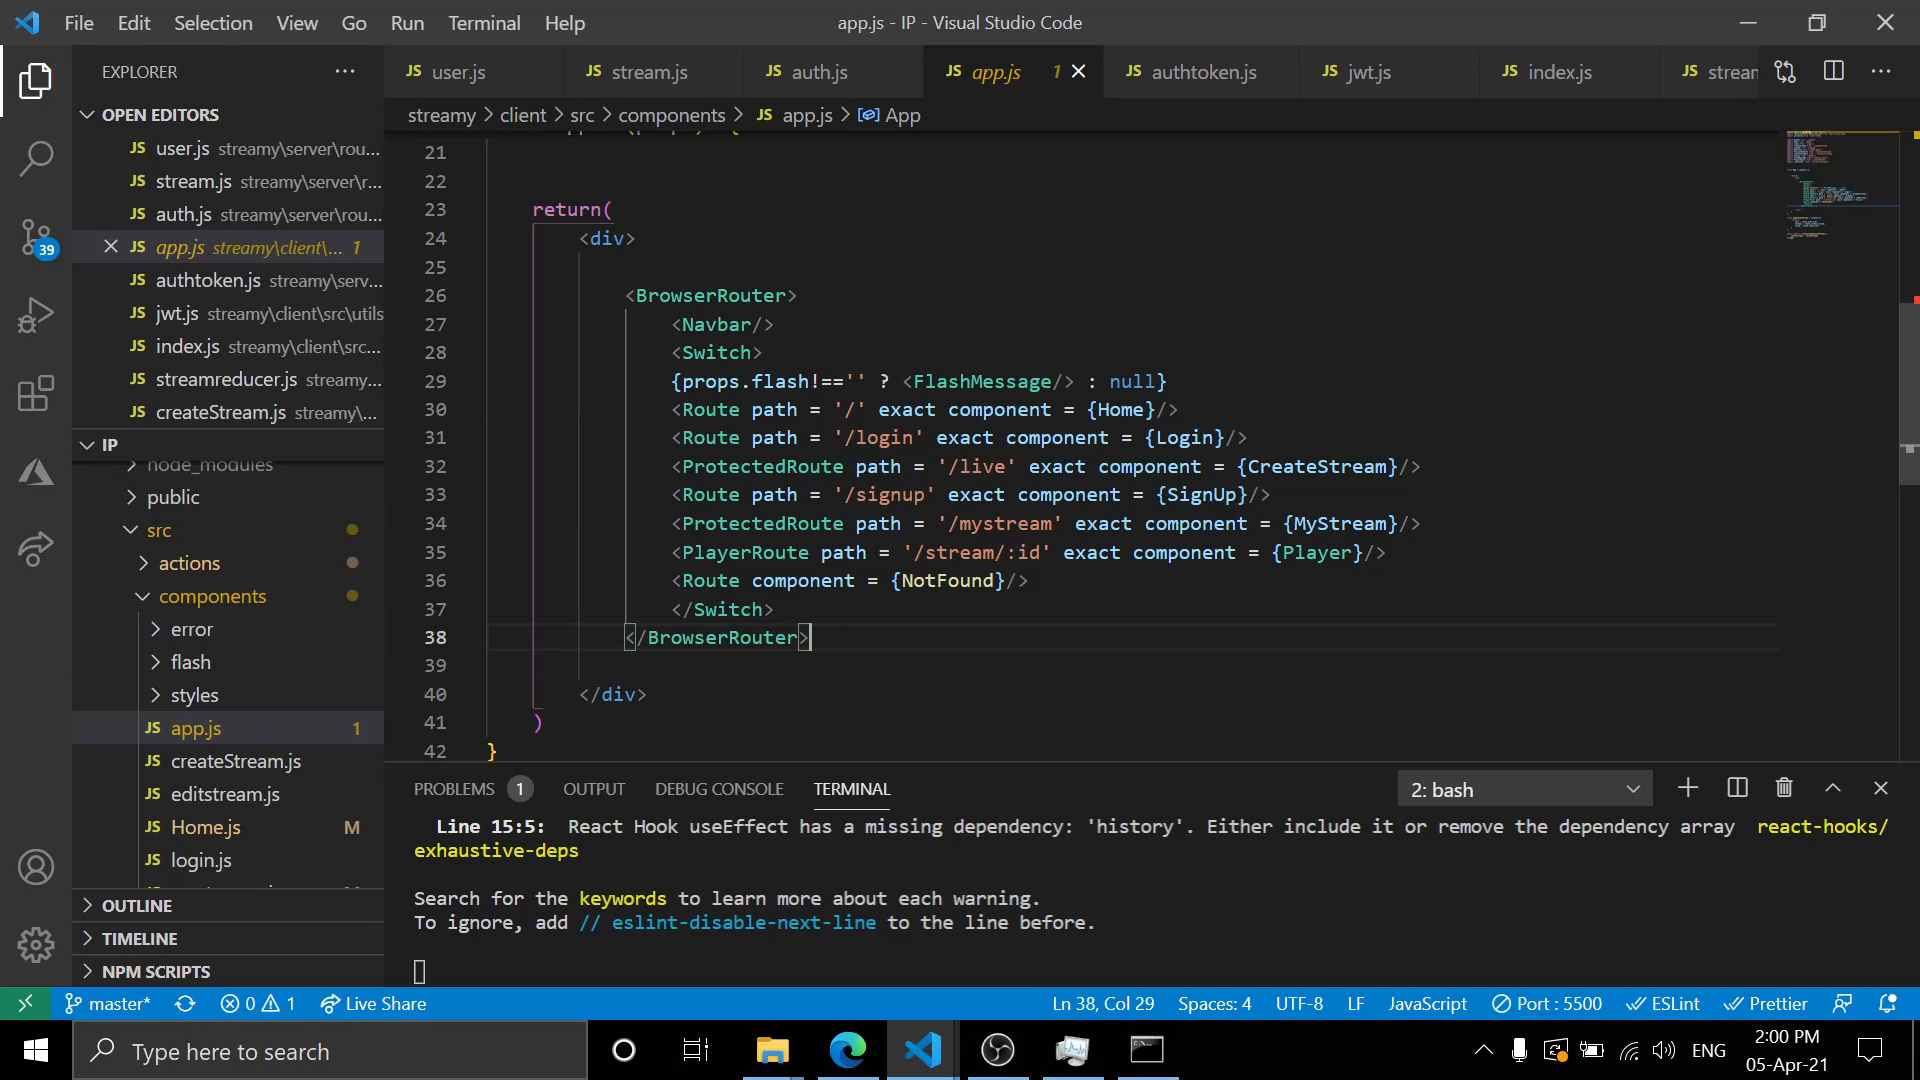 File Edit Selection View Go Run Terminal Help
app.js - IP - Visual Studio Code
EXPLORER
JS user.js
JS stream.js
JS auth.js
JS app.js 1
JS authtoken.js
JS jwt.js
JS index.js
JS strear
streamy > client > src > components > JS app.js > App
OPEN EDITORS
JS user.js streamy\server\rou...
JS stream.js streamy\server\r...
JS auth.js streamy\server\rou...
JS app.js streamy\client\... 1
JS authtoken.js streamy\serv...
JS jwt.js streamy\client\src\utils
JS index.js streamy\client\src...
JS streamreducer.js streamy...
JS createStream.js streamy\...
IP
node_modules
public
src
actions
components
error
flash
styles
JS app.js 1
JS createStream.js
JS editstream.js
JS Home.js M
JS login.js
OUTLINE
TIMELINE
NPM SCRIPTS
39
21
22
23 return(
24 <div>
25
26 <BrowserRouter>
27 <Navbar/>
28 <Switch>
29 {props.flash!=='' ? <FlashMessage/> : null}
30 <Route path = '/' exact component = {Home}/>
31 <Route path = '/login' exact component = {Login}/>
32 <ProtectedRoute path = '/live' exact component = {CreateStream}/>
33 <Route path = '/signup' exact component = {SignUp}/>
34 <ProtectedRoute path = '/mystream' exact component = {MyStream}/>
35 <PlayerRoute path = '/stream/:id' exact component = {Player}/>
36 <Route component = {NotFound}/>
37 </Switch>
38 </BrowserRouter>
39
40 </div>
41 )
42 }
PROBLEMS 1 OUTPUT DEBUG CONSOLE TERMINAL
2: bash
Line 15:5: React Hook useEffect has a missing dependency: 'history'. Either include it or remove the dependency array react-hooks/
exhaustive-deps
Search for the keywords to learn more about each warning.
To ignore, add // eslint-disable-next-line to the line before.
master* 0 1 Live Share
Ln 38, Col 29 Spaces: 4 UTF-8 LF JavaScript Port : 5500 ESLint Prettier
Type here to search
ENG
2:00 PM
05-Apr-21